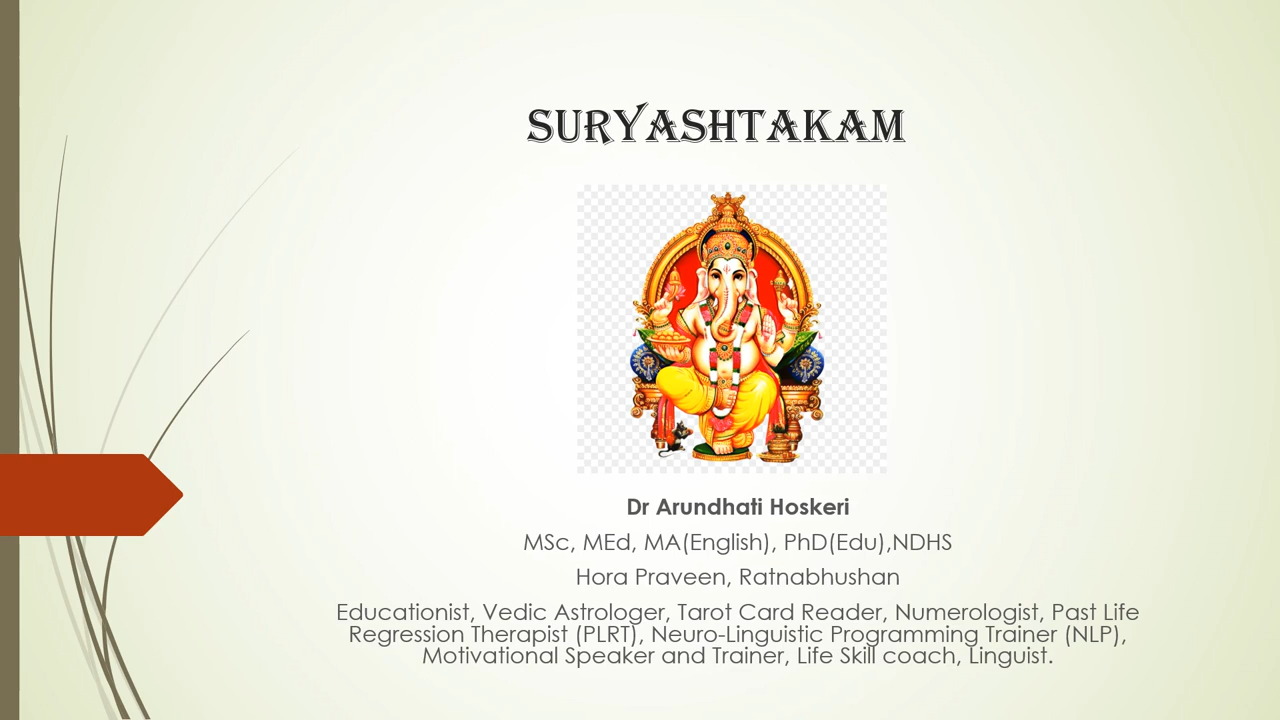 SURYASHTAKAM
Dr Arundhati Hoskeri
MSc, MEd, MA(English), PhD(Edu),NDHS
Hora Praveen, Ratnabhushan
Educationist, Vedic Astrologer, Tarot Card Reader, Numerologist, Past Life
Regression Therapist (PLRT), Neuro-Linguistic Programming Trainer (NLP),
Motivational Speaker and Trainer, Life Skill coach, Linguist.